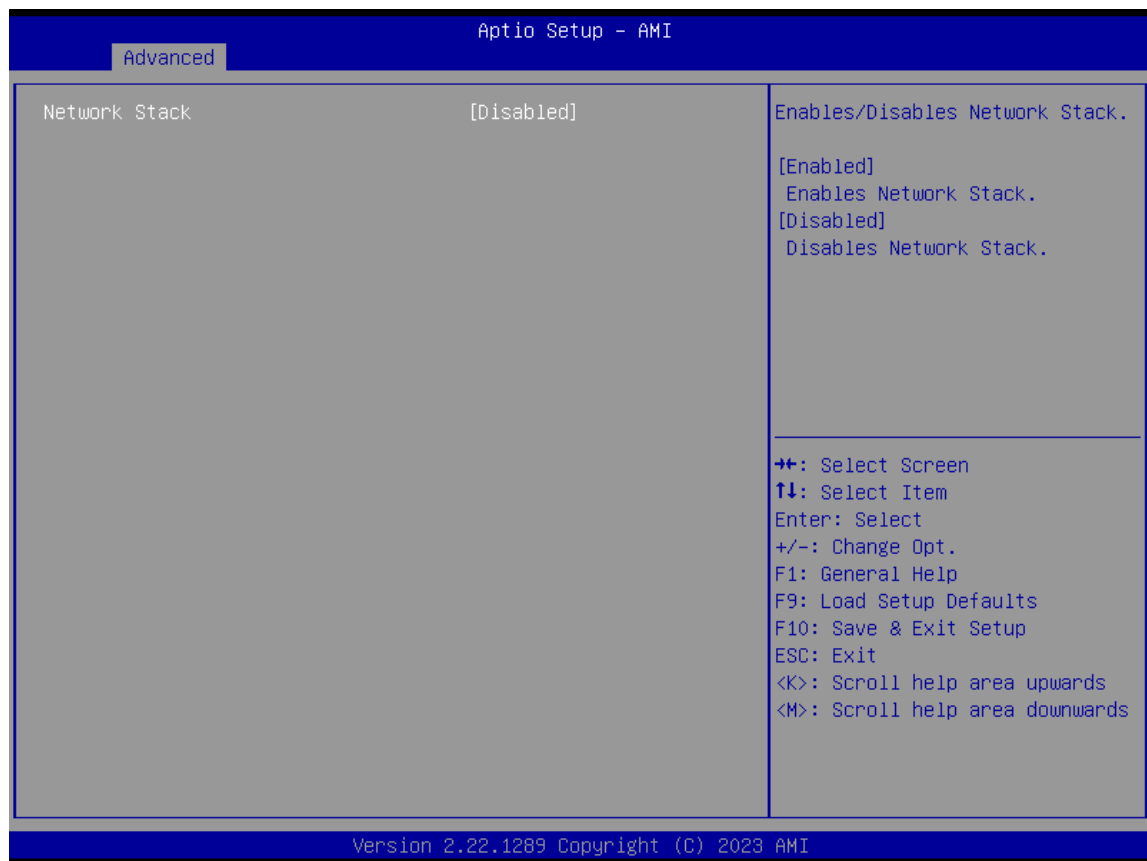 Aptio Setup - AMI
Advanced
Network Stack [Disabled]
Enables/Disables Network Stack.
[Enabled]
Enables Network Stack.
[Disabled]
Disables Network Stack.
→←: Select Screen
↑↓: Select Item
Enter: Select
+/-: Change Opt.
F1: General Help
F9: Load Setup Defaults
F10: Save & Exit Setup
ESC: Exit
<K>: Scroll help area upwards
<M>: Scroll help area downwards
Version 2.22.1289 Copyright (C) 2023 AMI